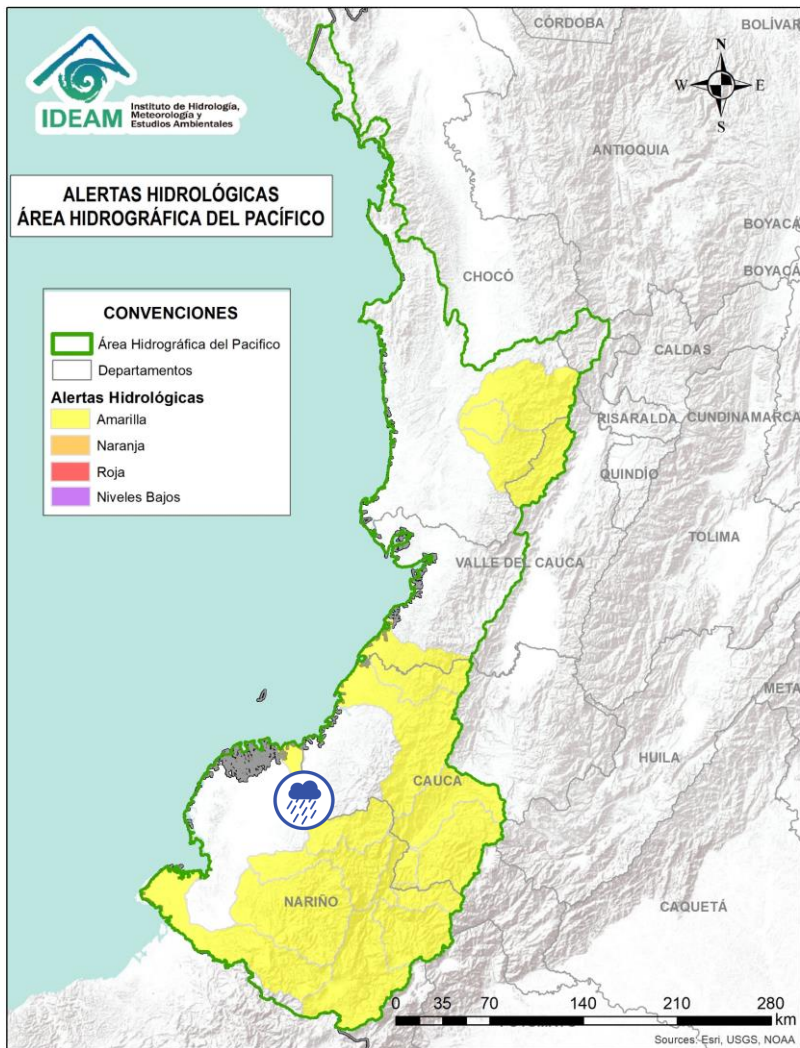 CÓRDOBA
BOLÍVAR
N
W
E
S
IDEAM
Instituto de Hidrología,
Meteorología y
Estudios Ambientales
ANTIOQUIA
ALERTAS HIDROLÓGICAS
ÁREA HIDROGRÁFICA DEL PACÍFICO
BOYACÁ
BOYACÁ
CHOCÓ
CONVENCIONES
Área Hidrográfica del Pacifico
Departamentos
Alertas Hidrológicas
Amarilla
Naranja
Roja
Niveles Bajos
CALDAS
RISARALDA
CUNDINAMARCA
QUINDÍO
TOLIMA
VALLE DEL CAUCA
META
HUILA
CAUCA
NARIÑO
CAQUETÁ
0 35 70 140 210 280
km
Sources: Esri, USGS, NOAA